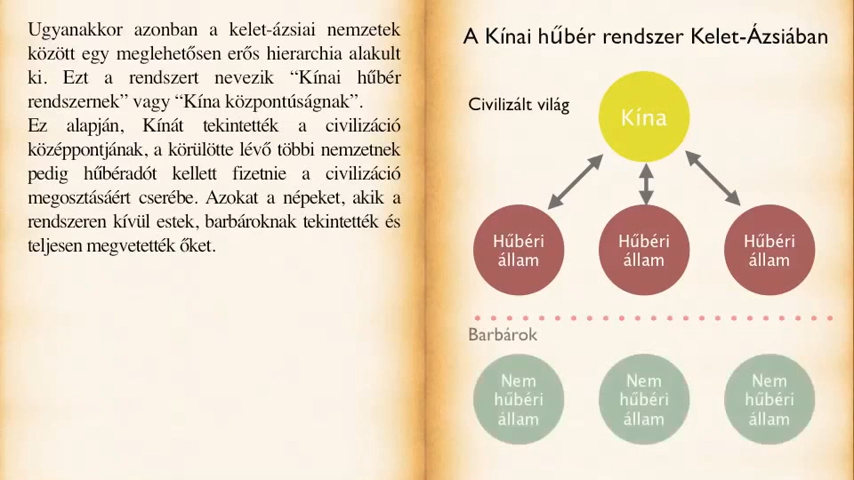 Ugyanakkor azonban a kelet-ázsiai nemzetek
között egy meglehetősen erős hierarchia alakult
ki. Ezt a rendszert nevezik “Kínai hűbér
rendszernek” vagy “Kína központúságnak”.
Ez alapján, Kínát tekintették a civilizáció
középpontjának, a körülötte lévő többi nemzetnek
pedig hűbéradót kellett fizetnie a civilizáció
megosztásáért cserébe. Azokat a népeket, akik a
rendszeren kívül estek, barbároknak tekintették és
teljesen megvetették őket.
A Kínai hűbér rendszer Kelet-Ázsiában
Civilizált világ
Kína
Hűbéri
állam
Hűbéri
állam
Hűbéri
állam
Barbárok
Nem
hűbéri
állam
Nem
hűbéri
állam
Nem
hűbéri
állam